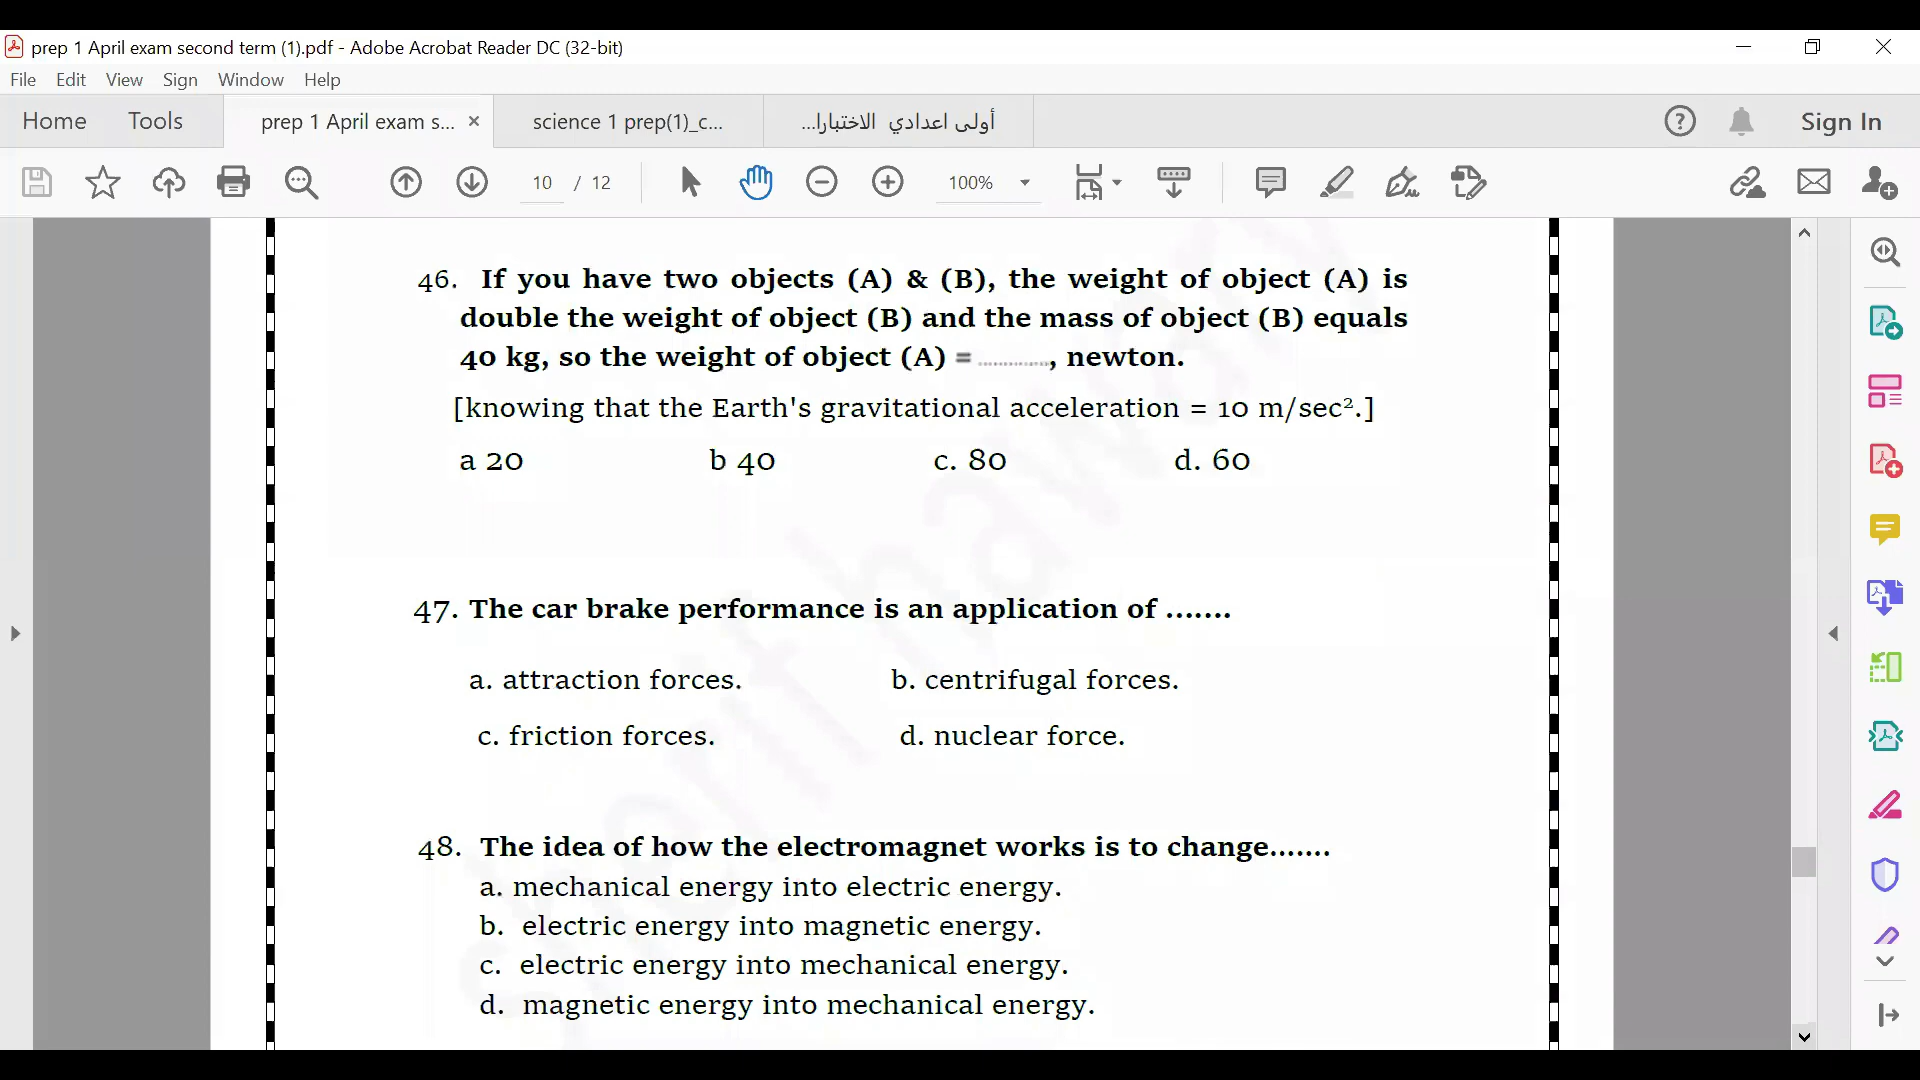 prep 1 April exam second term (1).pdf - Adobe Acrobat Reader DC (32-bit)
File Edit View Sign Window Help
Home Tools prep 1 April exam s... × science 1 prep(1)_c... أولى اعدادي الاختبارا... Sign In
10 / 12 100%
46. If you have two objects (A) & (B), the weight of object (A) is
double the weight of object (B) and the mass of object (B) equals
40 kg, so the weight of object (A) = ............, newton.
[knowing that the Earth's gravitational acceleration = 10 m/sec².]
a 20 b 40 c. 80 d. 60
47. The car brake performance is an application of .......
a. attraction forces. b. centrifugal forces.
c. friction forces. d. nuclear force.
48. The idea of how the electromagnet works is to change.......
a. mechanical energy into electric energy.
b. electric energy into magnetic energy.
c. electric energy into mechanical energy.
d. magnetic energy into mechanical energy.